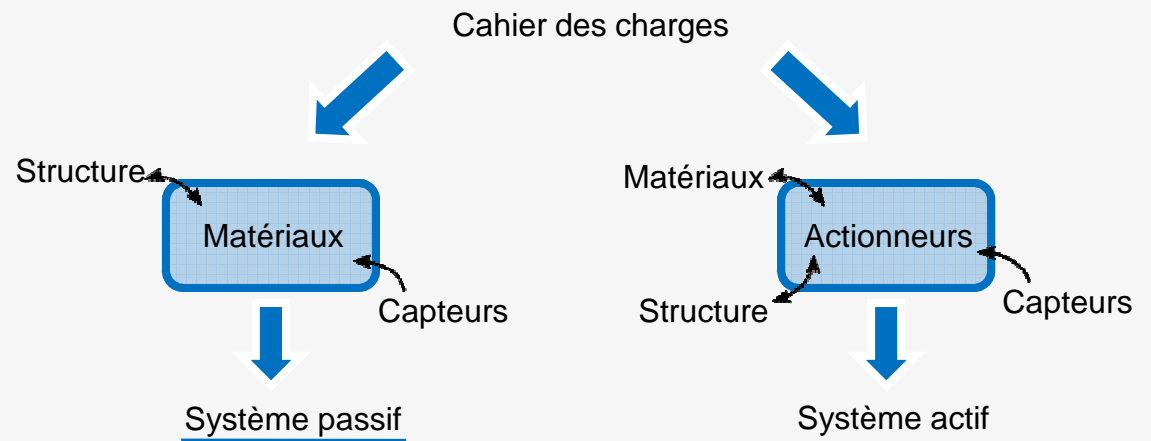 Cahier des charges
Structure
Matériaux
Capteurs
Système passif
Matériaux
Actionneurs
Structure
Capteurs
Système actif